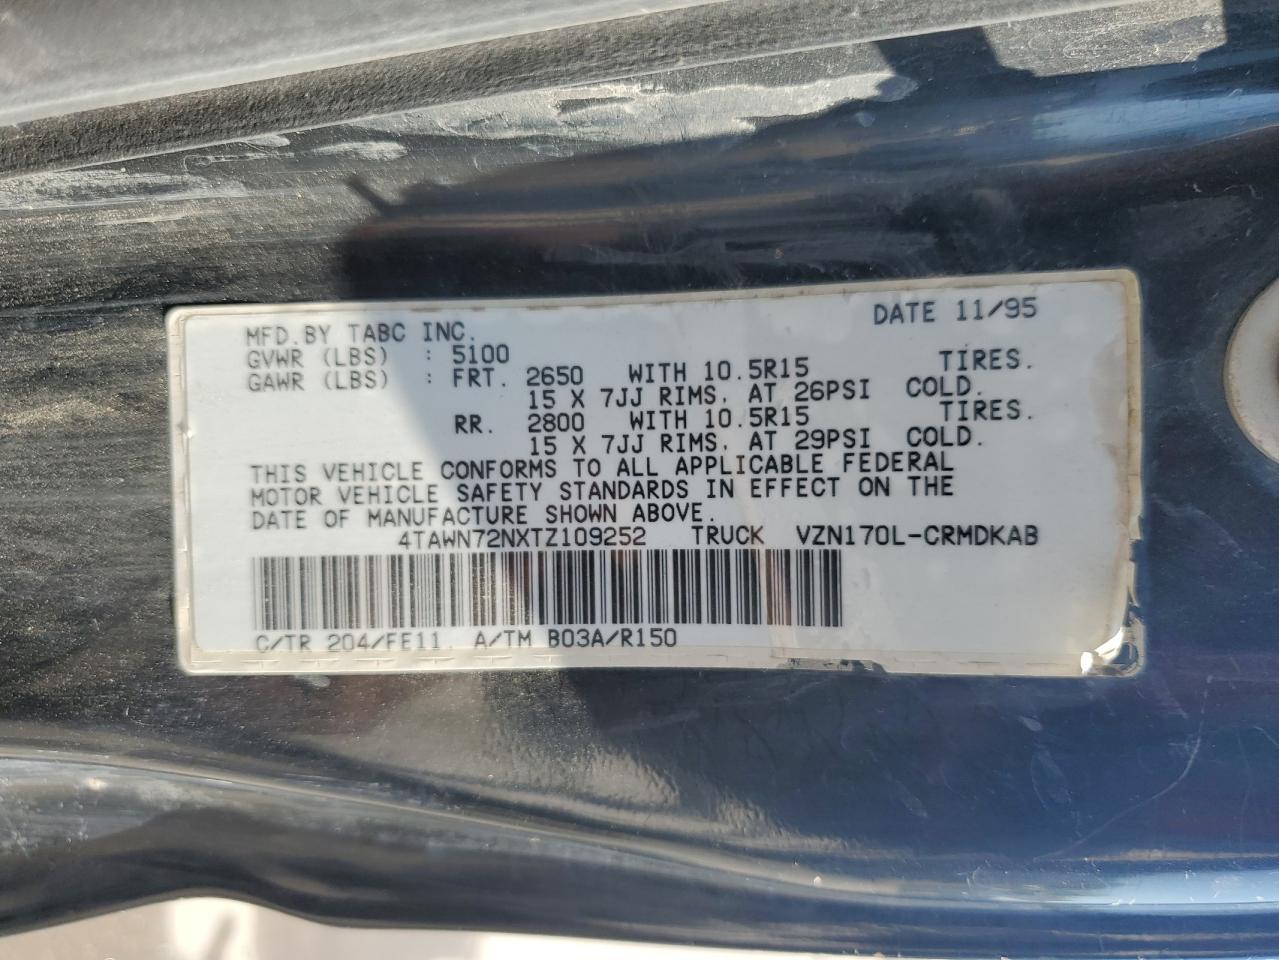 DATE 11/95
MFD.BY TABC INC.
GVWR (LBS) : 5100
GAWR (LBS) : FRT. 2650 WITH 10.5R15 TIRES.
15 X 7JJ RIMS. AT 26PSI COLD.
RR. 2800 WITH 10.5R15 TIRES.
15 X 7JJ RIMS. AT 29PSI COLD.
THIS VEHICLE CONFORMS TO ALL APPLICABLE FEDERAL
MOTOR VEHICLE SAFETY STANDARDS IN EFFECT ON THE
DATE OF MANUFACTURE SHOWN ABOVE.
4TAWN72NXTZ109252 TRUCK VZN170L-CRMDKAB
C/TR 204/FE11 A/TM B03A/R150